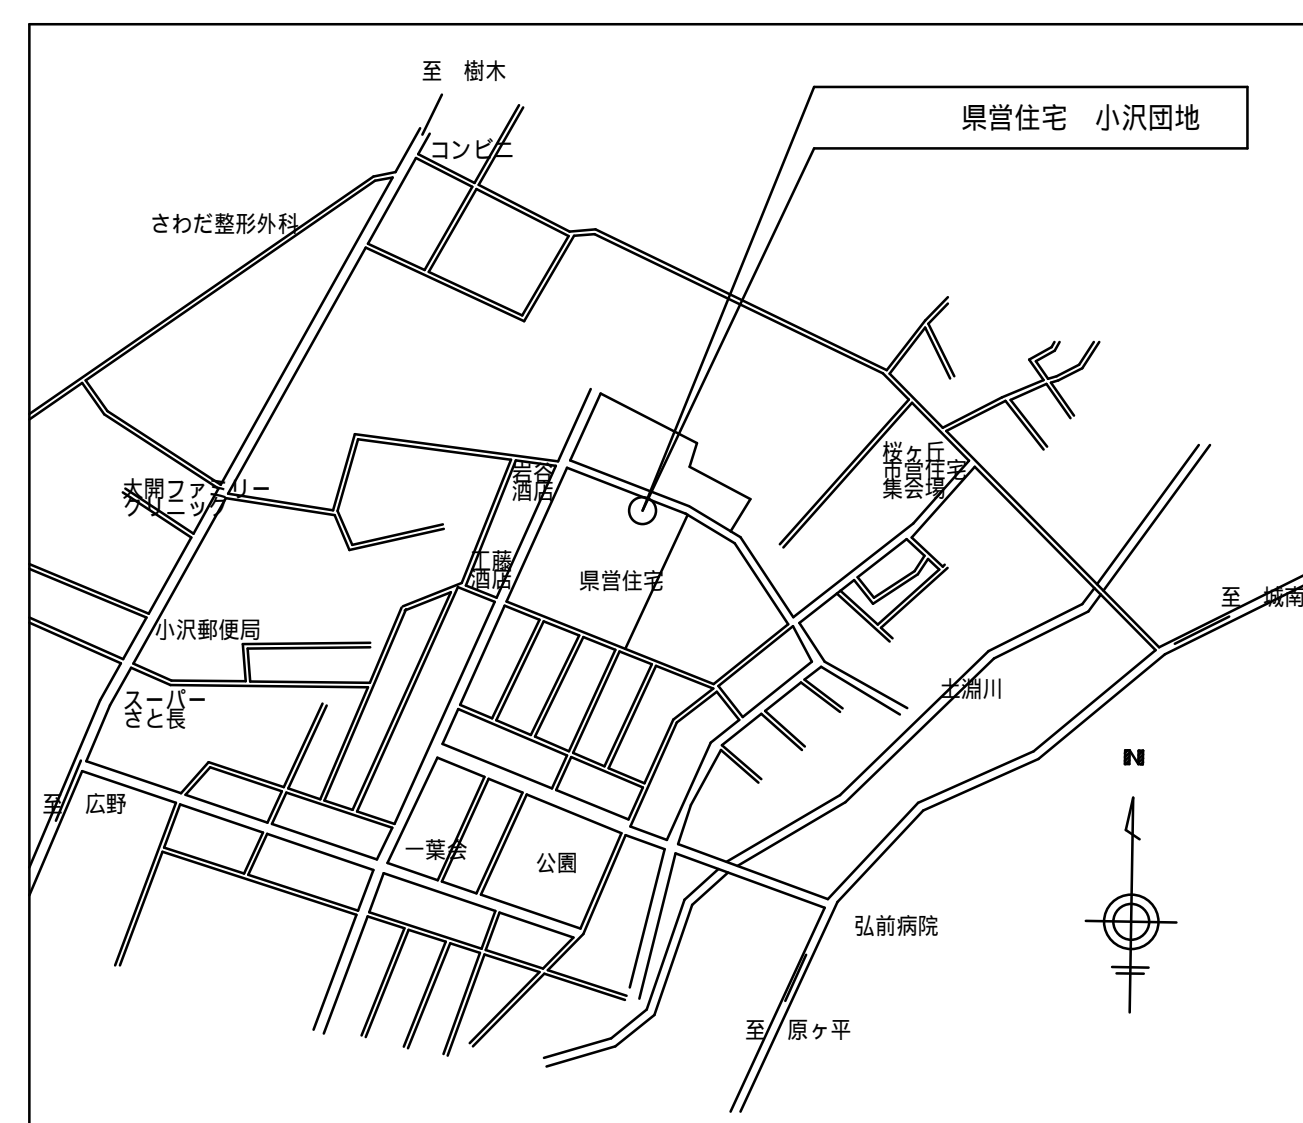 至　樹木
県営住宅　小沢団地
コンビニ
さわだ整形外科
桜ヶ丘
市営住宅
集会場
岩谷
酒店
大開ファミリー
クリニック
工藤
酒店
県営住宅
至　城南
小沢郵便局
土淵川
スーパー
さと長
N
至　広野
一葉会
公園
弘前病院
至　原ヶ平